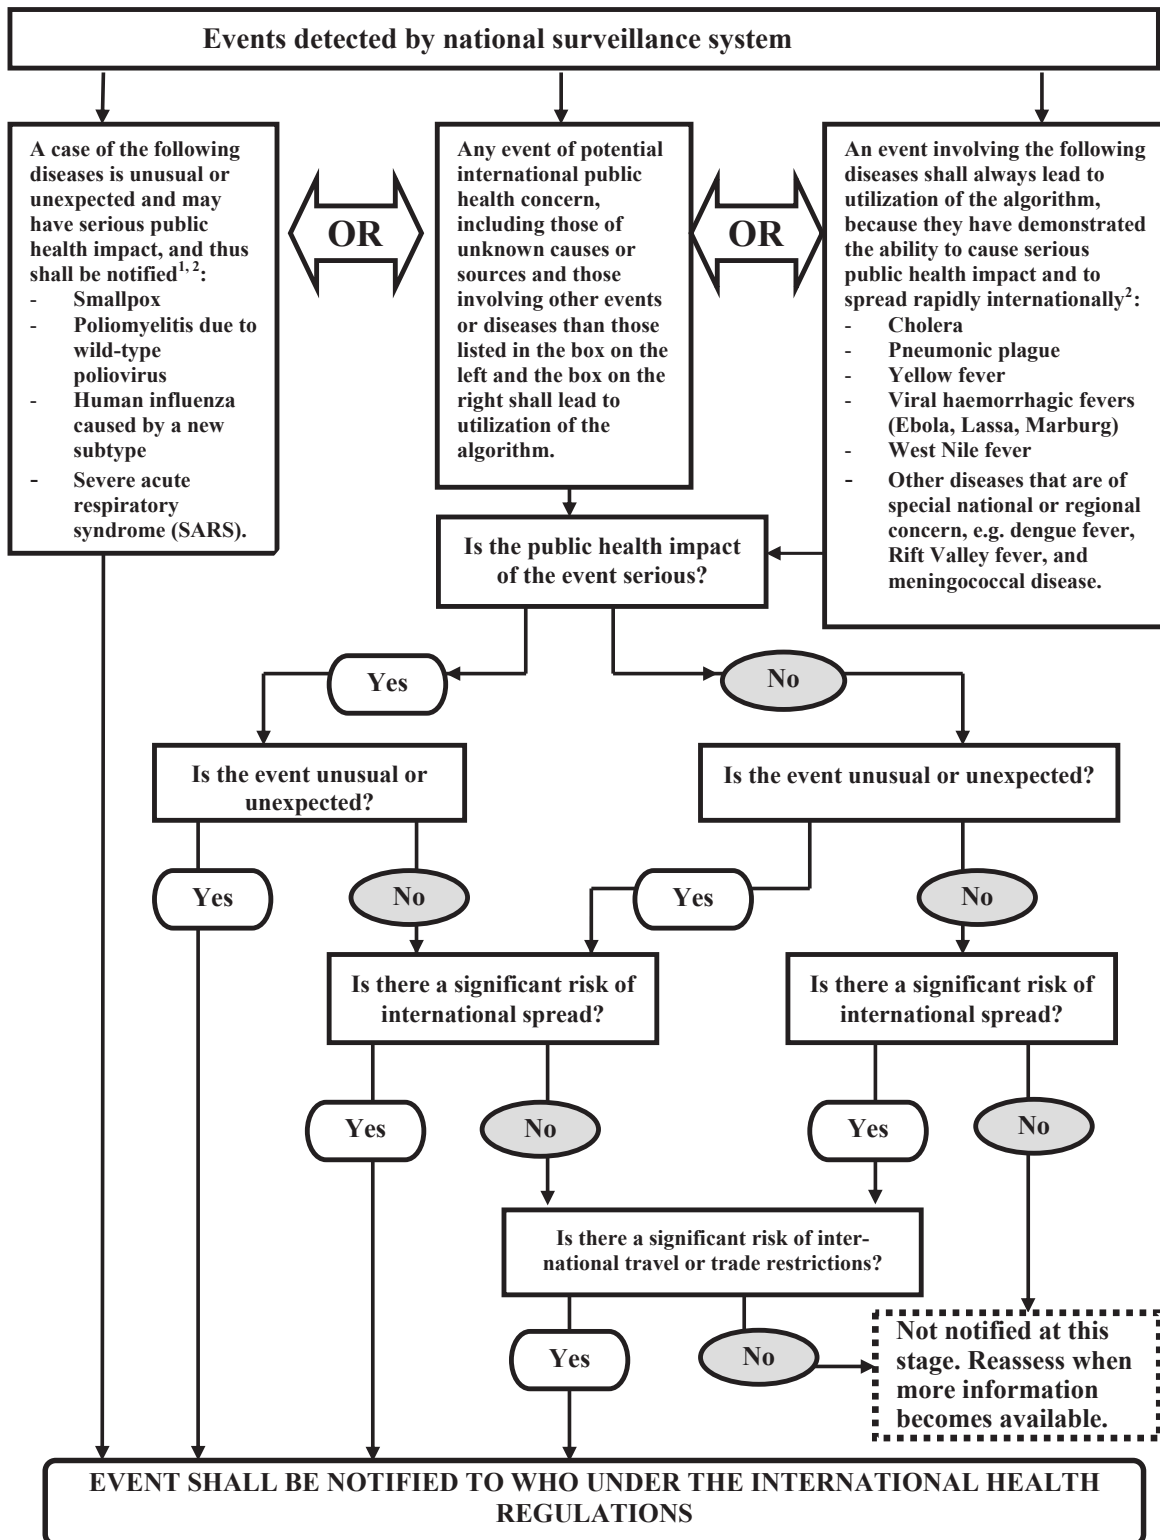 Events detected by national surveillance system
A case of the following
diseases is unusual or
unexpected and may
have serious public
health impact, and thus
shall be notified1, 2:
- Smallpox
- Poliomyelitis due to
wild-type
poliovirus
- Human influenza
caused by a new
subtype
- Severe acute
respiratory
syndrome (SARS).
OR
Any event of potential
international public
health concern,
including those of
unknown causes or
sources and those
involving other events
or diseases than those
listed in the box on the
left and the box on the
right shall lead to
utilization of the
algorithm.
OR
An event involving the following
diseases shall always lead to
utilization of the algorithm,
because they have demonstrated
the ability to cause serious
public health impact and to
spread rapidly internationally2:
- Cholera
- Pneumonic plague
- Yellow fever
- Viral haemorrhagic fevers
(Ebola, Lassa, Marburg)
- West Nile fever
- Other diseases that are of
special national or regional
concern, e.g. dengue fever,
Rift Valley fever, and
meningococcal disease.
Is the public health impact
of the event serious?
Yes
No
Is the event unusual or
unexpected?
Is the event unusual or unexpected?
Yes
No
Yes
No
Is there a significant risk of
international spread?
Is there a significant risk of
international spread?
Yes
No
Yes
No
Is there a significant risk of inter-
national travel or trade restrictions?
Yes
No
Not notified at this
stage. Reassess when
more information
becomes available.
EVENT SHALL BE NOTIFIED TO WHO UNDER THE INTERNATIONAL HEALTH
REGULATIONS